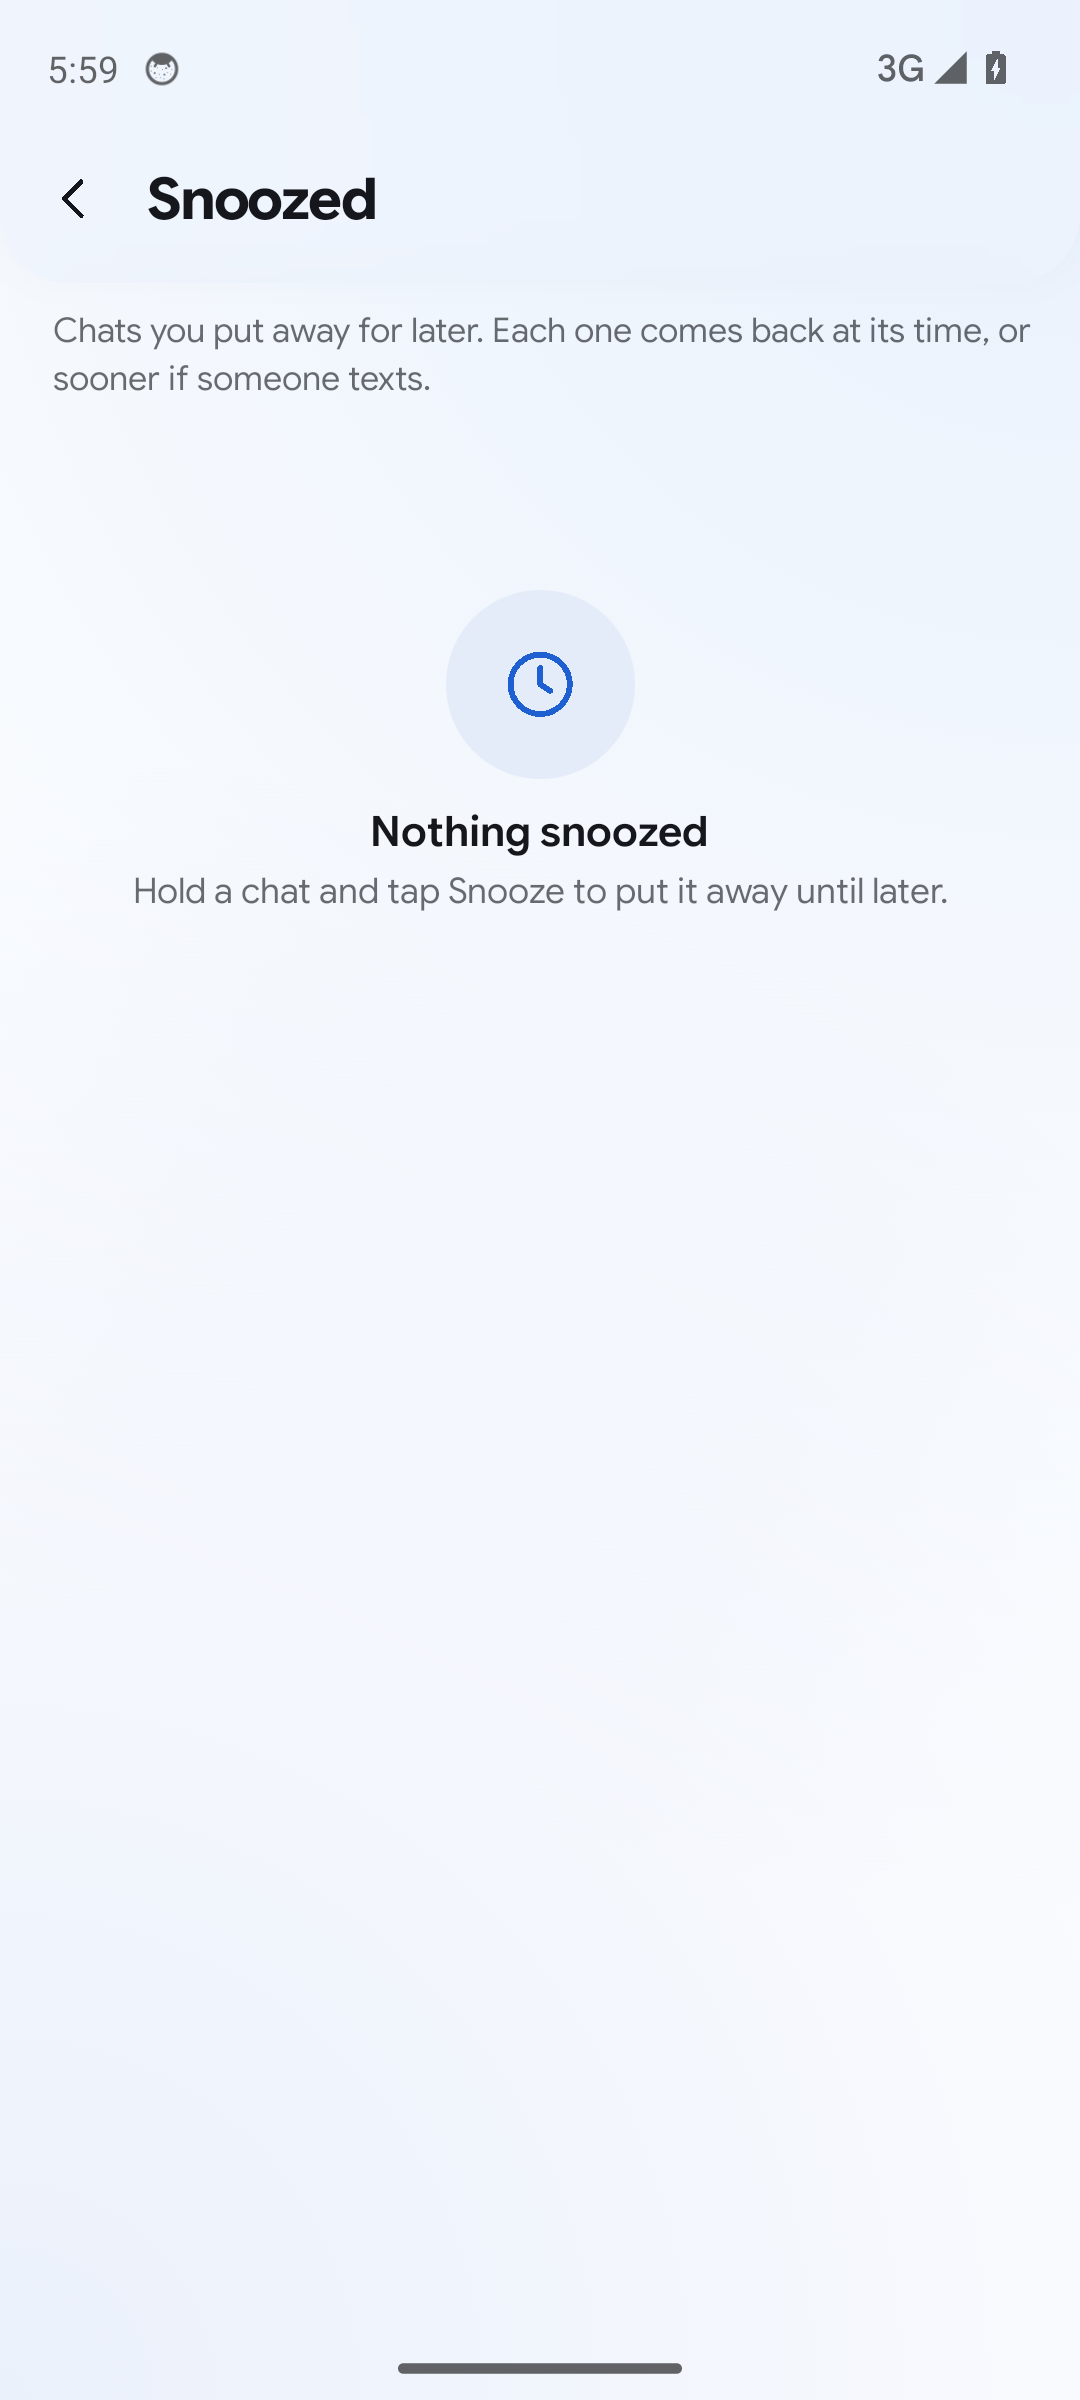 5:59
3G
Snoozed
Chats you put away for later. Each one comes back at its time, or
sooner if someone texts.
Nothing snoozed
Hold a chat and tap Snooze to put it away until later.